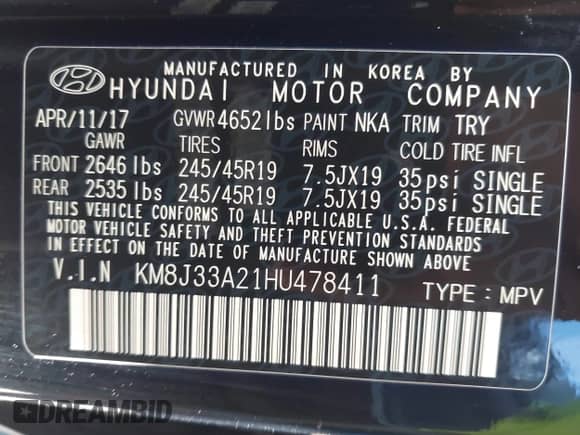 MANUFACTURED IN KOREA BY
HYUNDAI MOTOR COMPANY
APR/11/17 GVWR 4652lbs PAINT NKA TRIM TRY
GAWR TIRES RIMS COLD TIRE INFL
FRONT 2646lbs 245/45R19 7.5JX19 35psi SINGLE
REAR 2535lbs 245/45R19 7.5JX19 35psi SINGLE
THIS VEHICLE CONFORMS TO ALL APPLICABLE U.S.A. FEDERAL
MOTOR VEHICLE SAFETY AND THEFT PREVENTION STANDARDS
IN EFFECT ON THE DATE OF MANUFACTURE SHOWN ABOVE.
V.I.N KM8J33A21HU478411 TYPE : MPV
DREAMBID